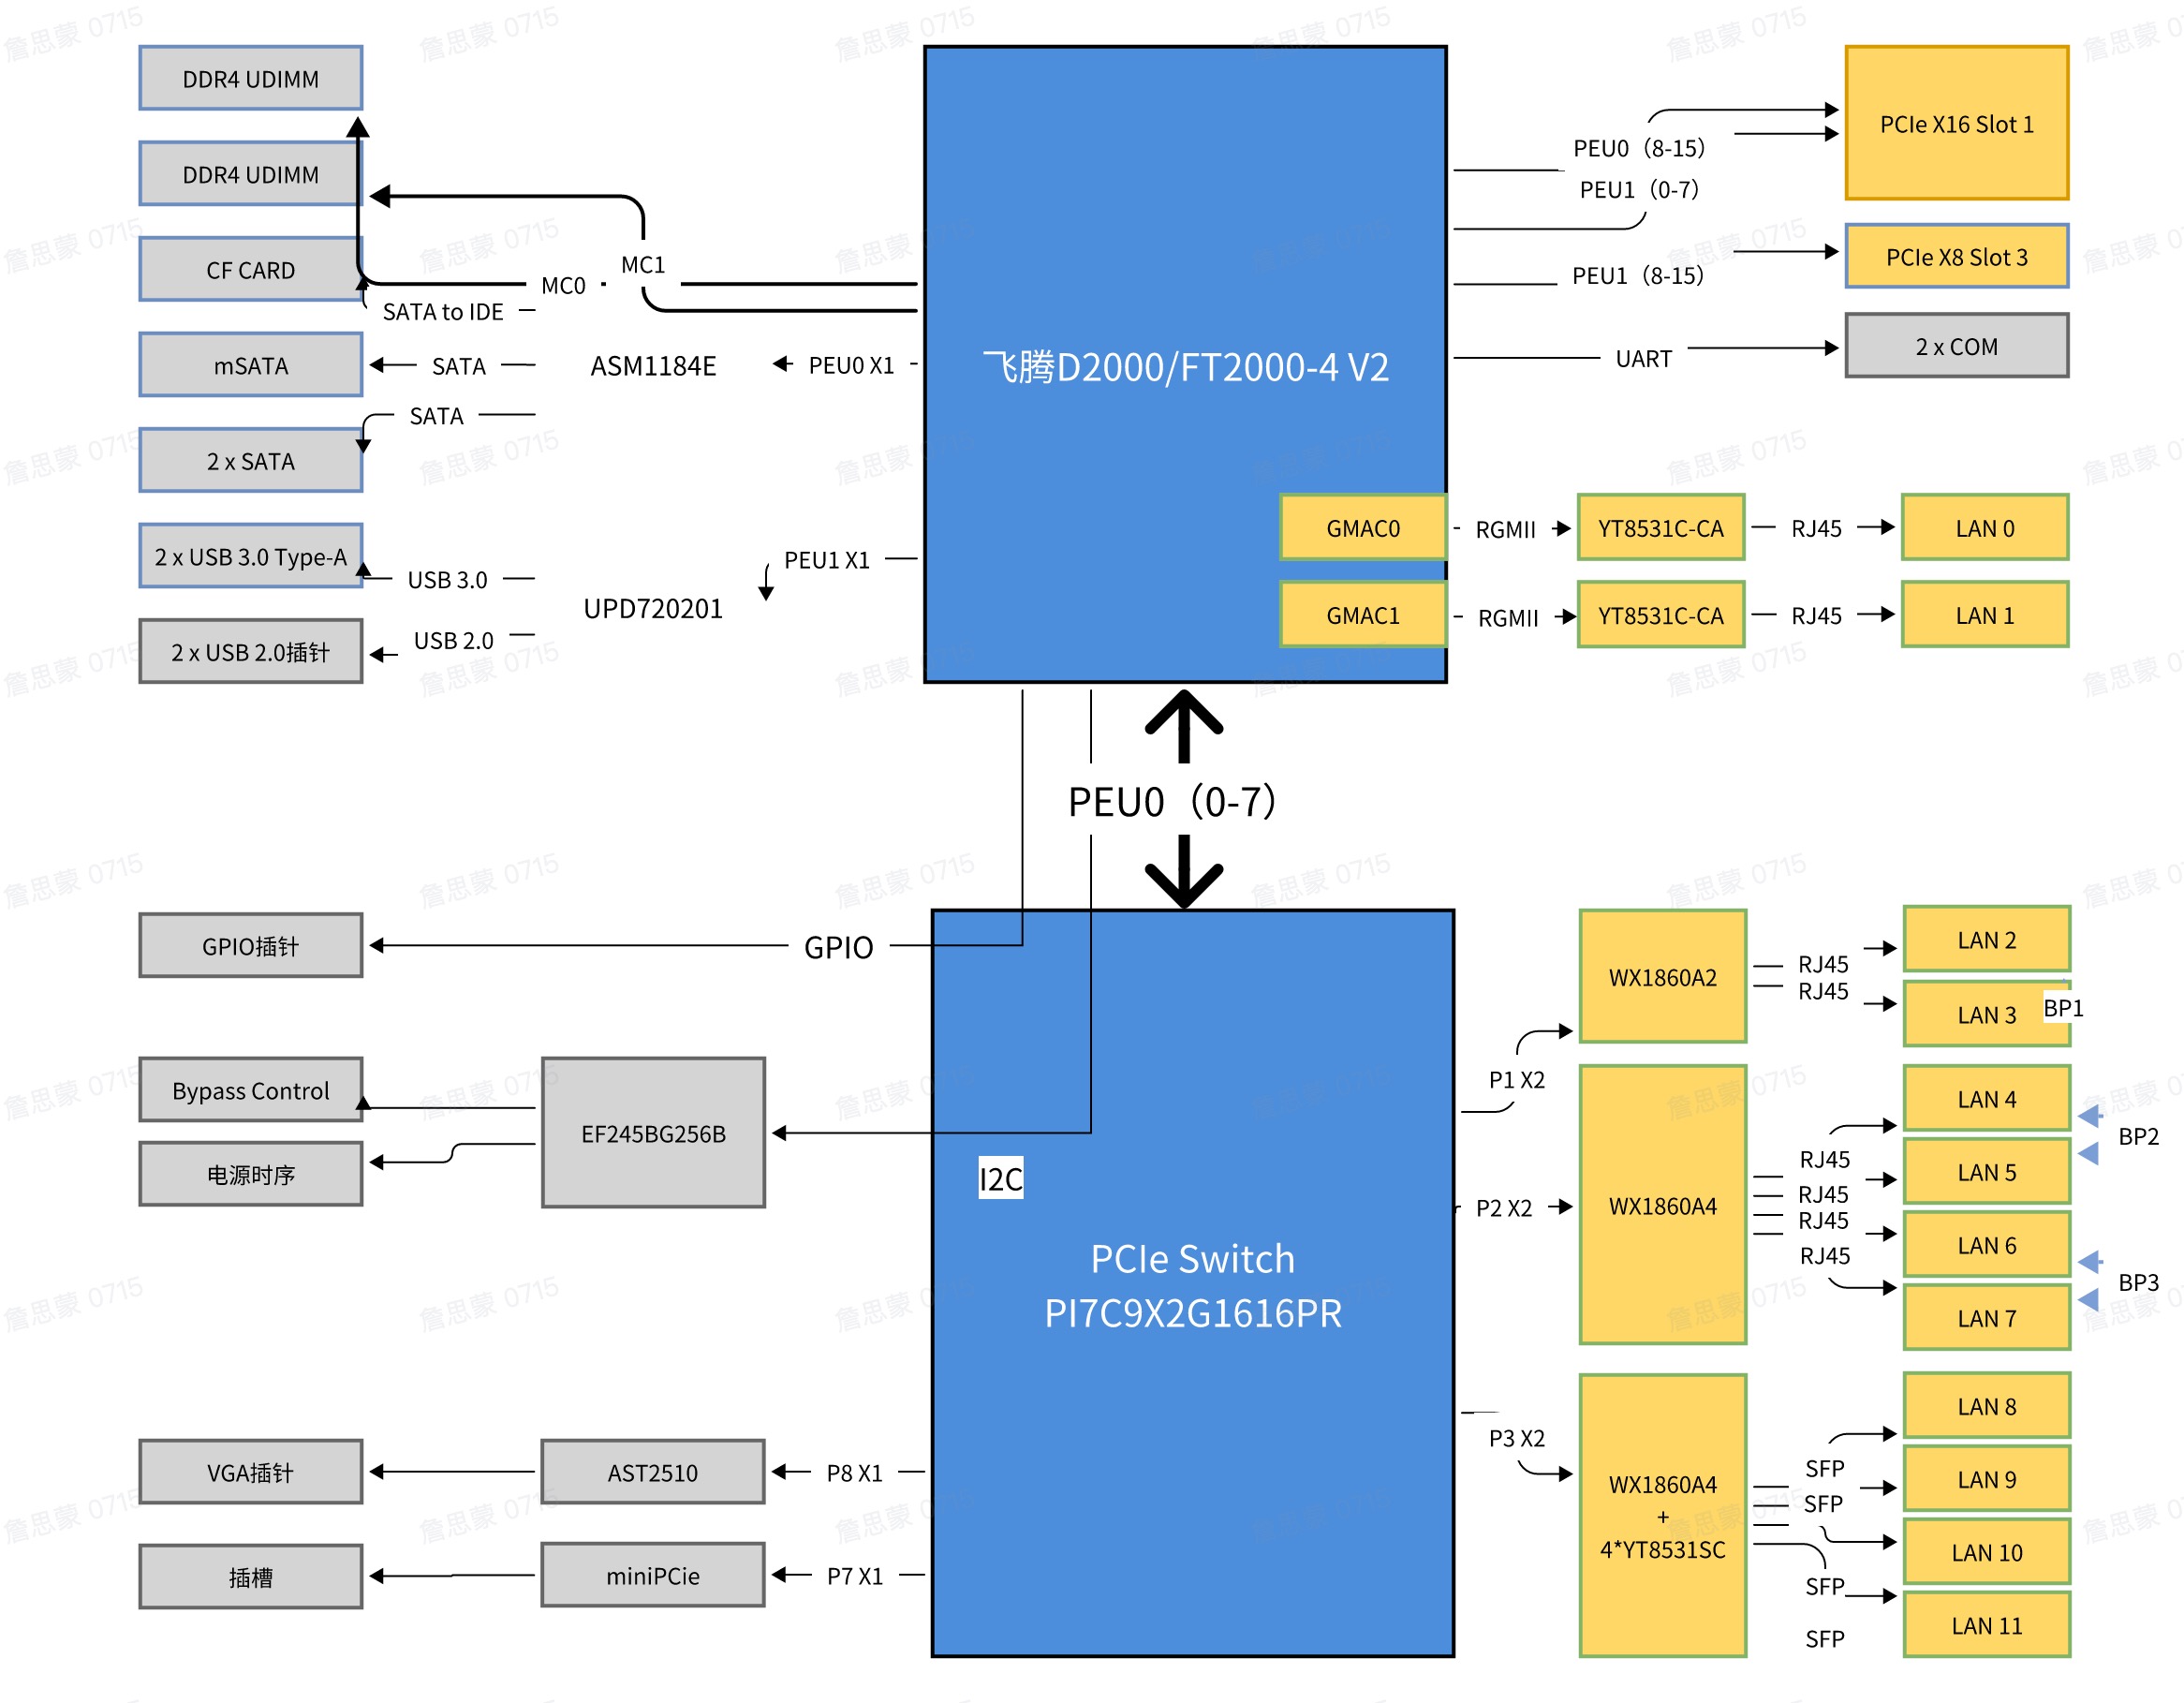 DDR4 UDIMM
DDR4 UDIMM
CF CARD
mSATA
2 x SATA
2 x USB 3.0 Type-A
2 x USB 2.0插针
MC0
MC1
SATA to IDE
SATA
SATA
ASM1184E
PEU0 X1
USB 3.0
USB 2.0
UPD720201
PEU1 X1
飞腾D2000/FT2000-4 V2
PEU0（8-15）
PEU1（0-7）
PEU1（8-15）
UART
PCIe X16 Slot 1
PCIe X8 Slot 3
2 x COM
GMAC0
RGMII
YT8531C-CA
RJ45
LAN 0
GMAC1
RGMII
YT8531C-CA
RJ45
LAN 1
PEU0（0-7）
GPIO插针
GPIO
Bypass Control
电源时序
EF245BG256B
I2C
PCIe Switch
PI7C9X2G1616PR
VGA插针
AST2510
P8 X1
插槽
miniPCie
P7 X1
P1 X2
WX1860A2
RJ45
RJ45
LAN 2
LAN 3
BP1
P2 X2
WX1860A4
RJ45
RJ45
RJ45
RJ45
LAN 4
LAN 5
LAN 6
LAN 7
BP2
BP3
P3 X2
WX1860A4
+
4*YT8531SC
SFP
SFP
SFP
SFP
LAN 8
LAN 9
LAN 10
LAN 11
詹思蒙 0715